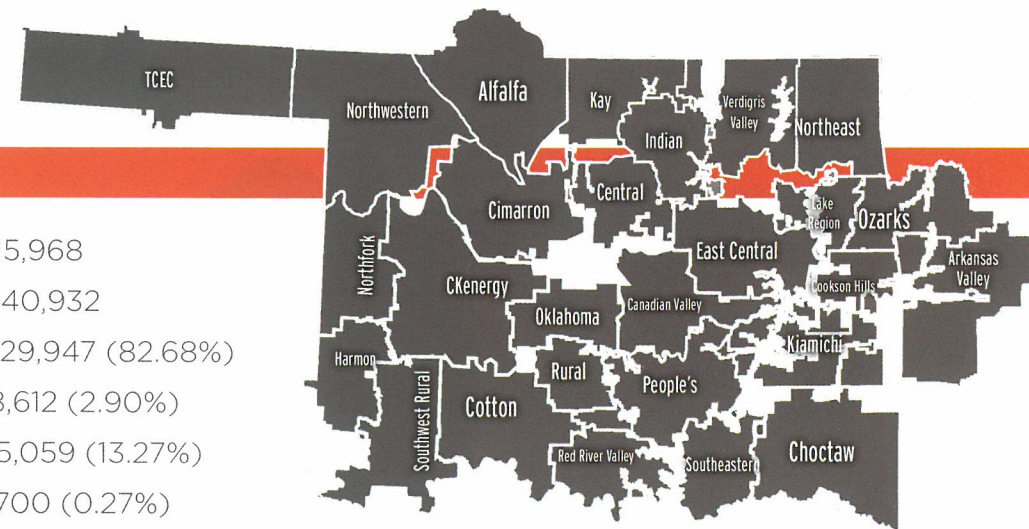 TCEC
Northwestern
Alfalfa
Kay
Indian
Verdigris
Valley
Northeast
Cimarron
Central
Lake
Region
Ozarks
Northfork
CKenergy
East Central
Arkansas
Valley
Cookson Hills
Oklahoma
Canadian Valley
Kiamichi
Harmon
Rural
People's
Southwest Rural
Cotton
Red River Valley
Southeastern
Choctaw
5,968
40,932
29,947 (82.68%)
3,612 (2.90%)
5,059 (13.27%)
700 (0.27%)